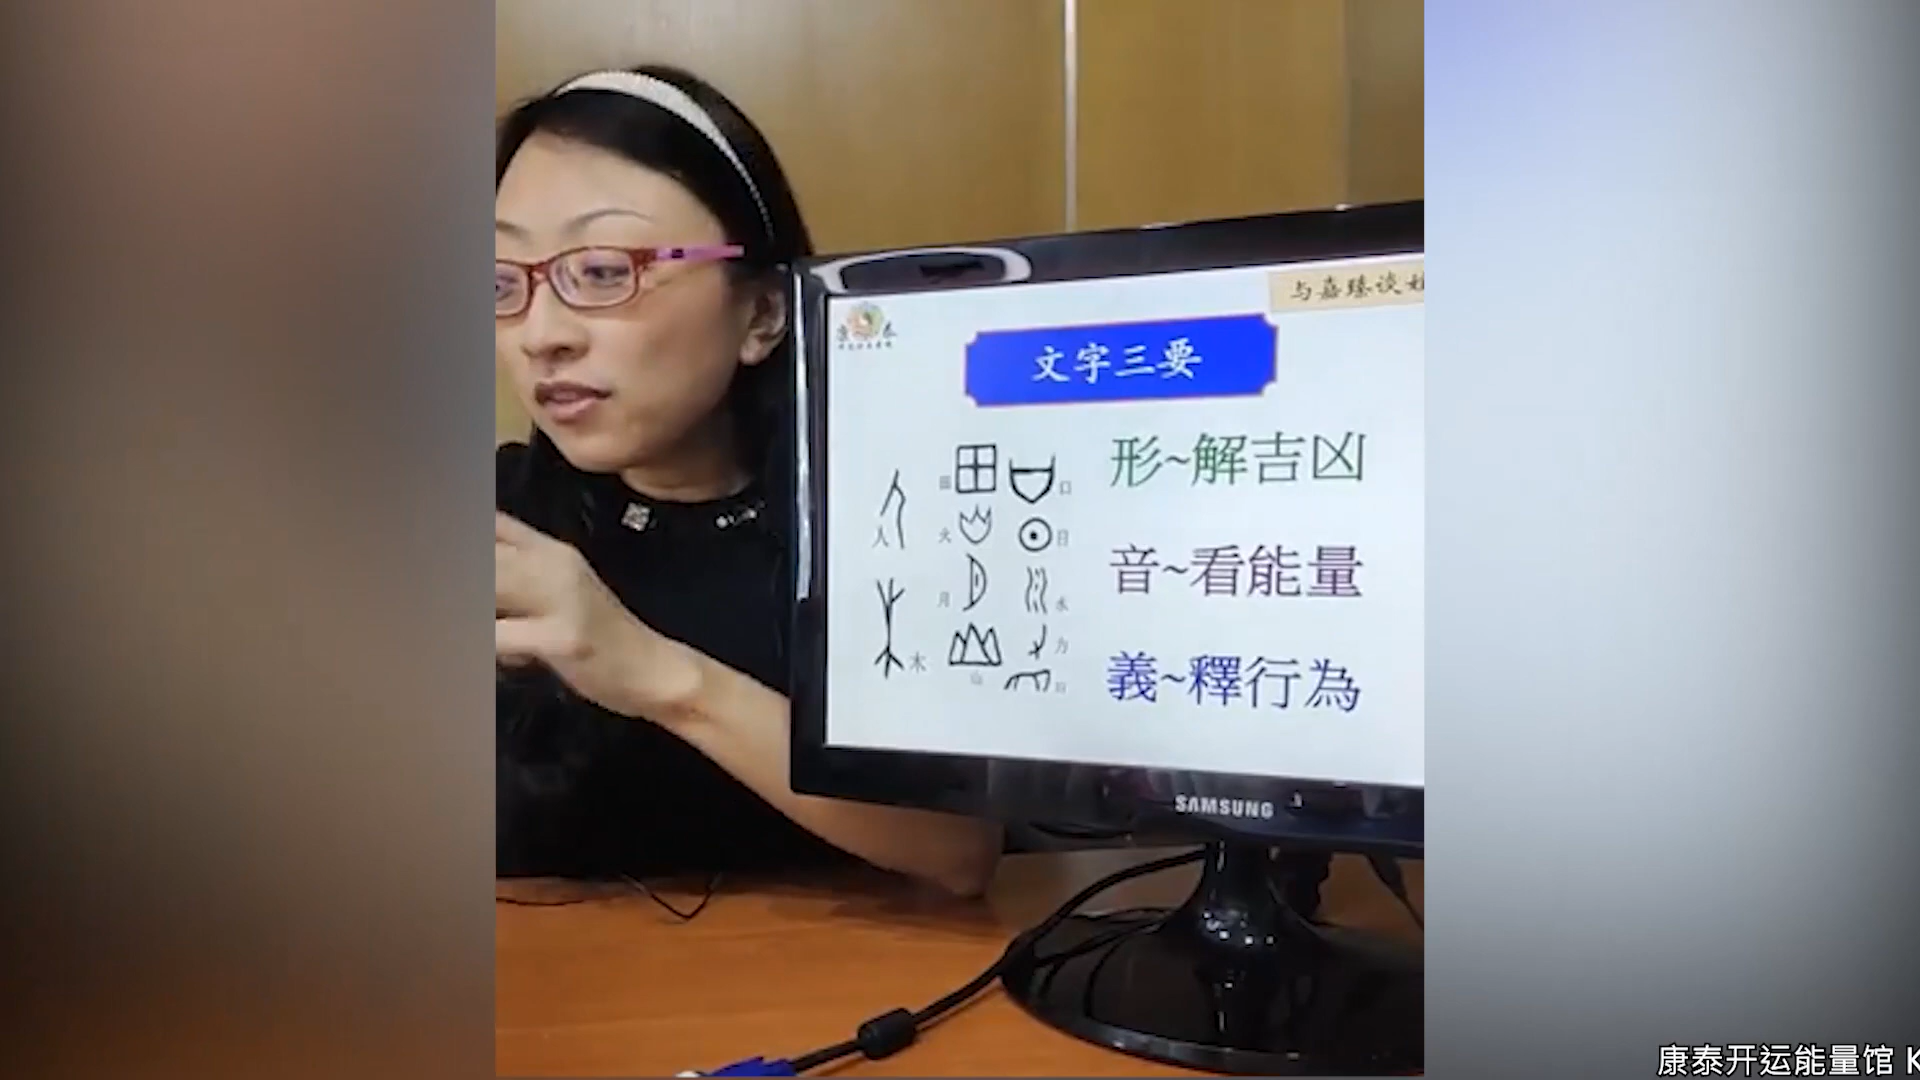 与嘉臻谈
康泰
文字三要
形~解吉凶
音~看能量
義~釋行為
田
口
人
火
日
月
水
木
力
山
SAMSUNG
康泰开运能量馆 K